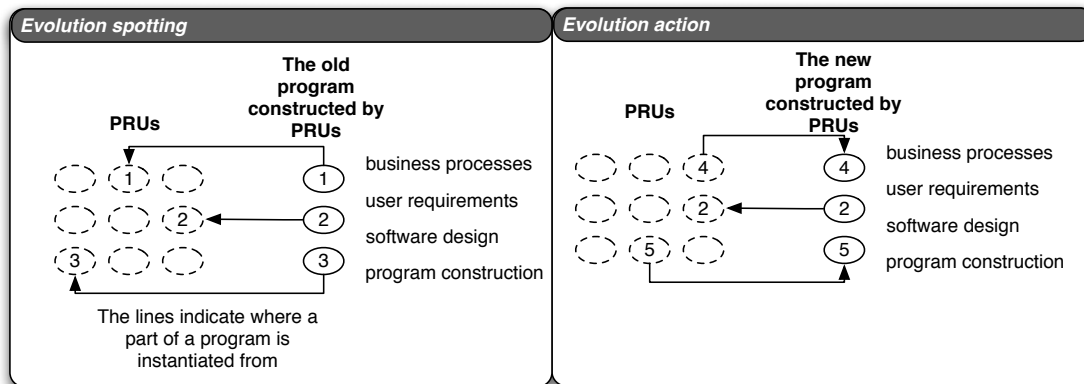 Evolution spotting
The old
program
constructed by
PRUs
PRUs
1
1
business processes
user requirements
2
2
software design
3
3
program construction
The lines indicate where a
part of a program is
instantiated from
Evolution action
The new
program
constructed by
PRUs
PRUs
4
4
business processes
user requirements
2
2
software design
5
5
program construction